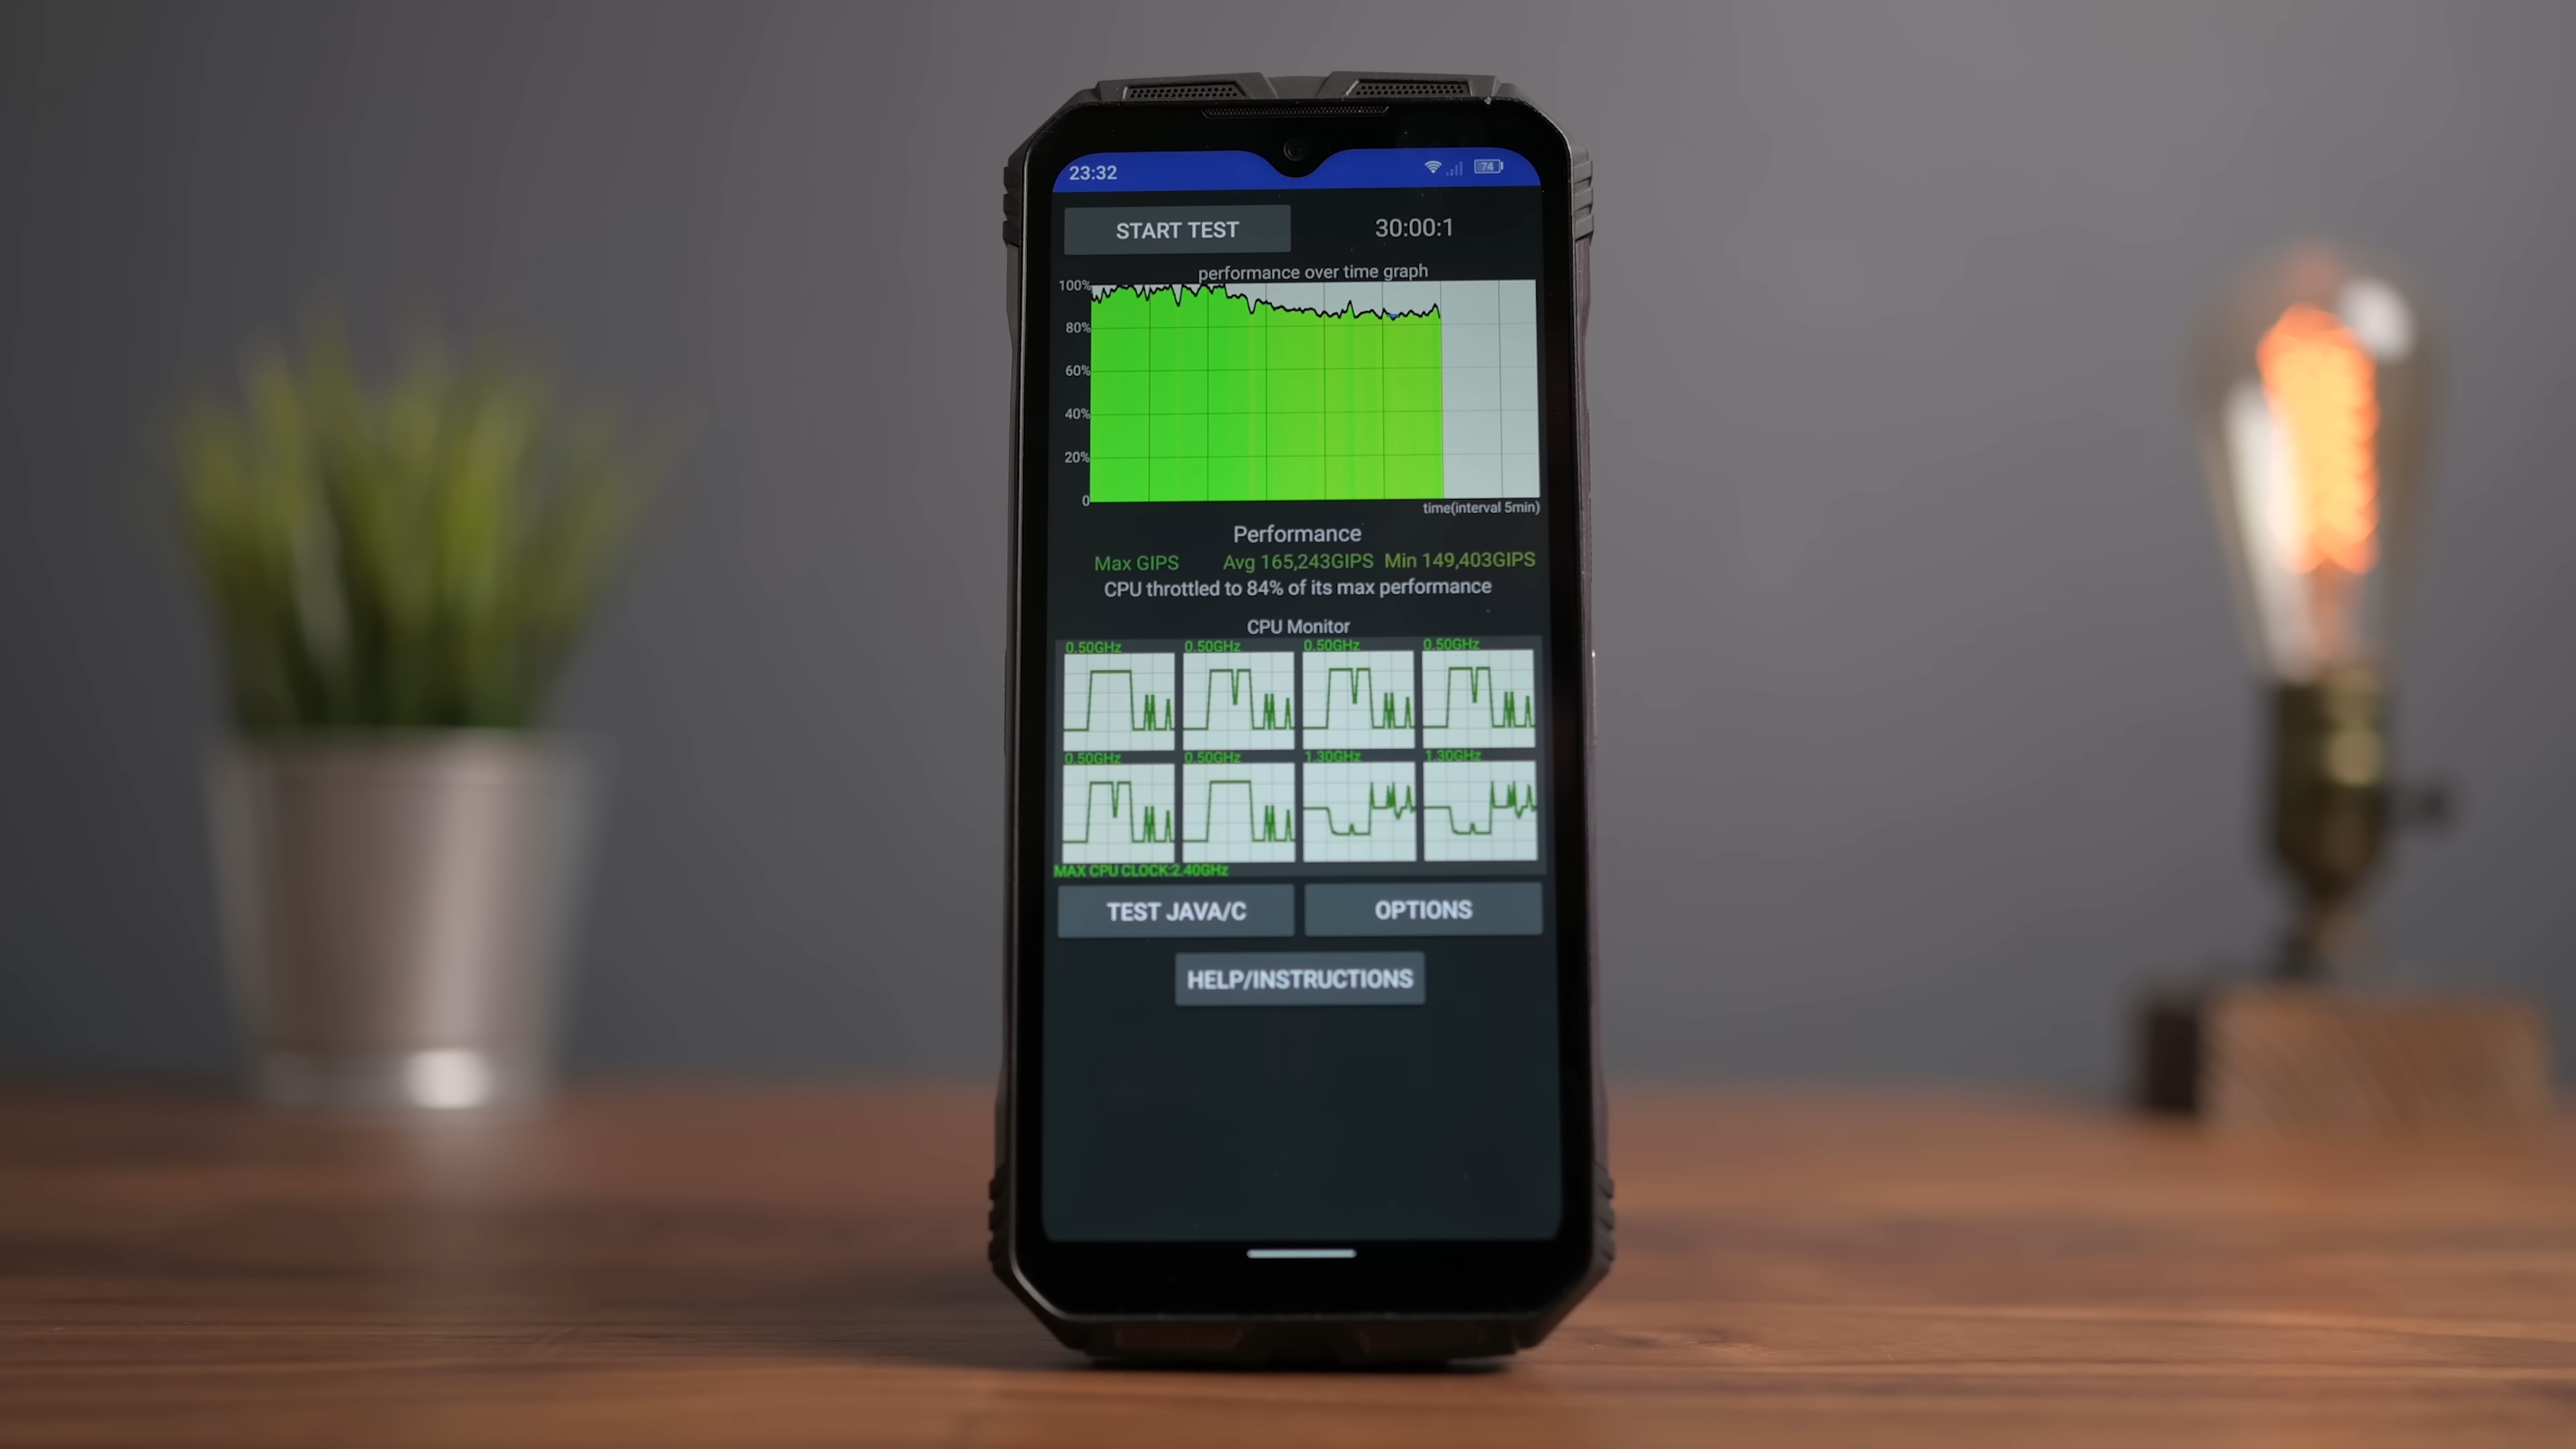 23:32
74
START TEST
30:00:1
performance over time graph
100%
80%
60%
40%
20%
0
time(interval 5min)
Performance
Max GIPS Avg 165,243GIPS Min 149,403GIPS
CPU throttled to 84% of its max performance
CPU Monitor
0.50GHz 0.50GHz 0.50GHz 0.50GHz
0.50GHz 0.50GHz 1.30GHz 1.30GHz
MAX CPU CLOCK:2.40GHz
TEST JAVA/C
OPTIONS
HELP/INSTRUCTIONS